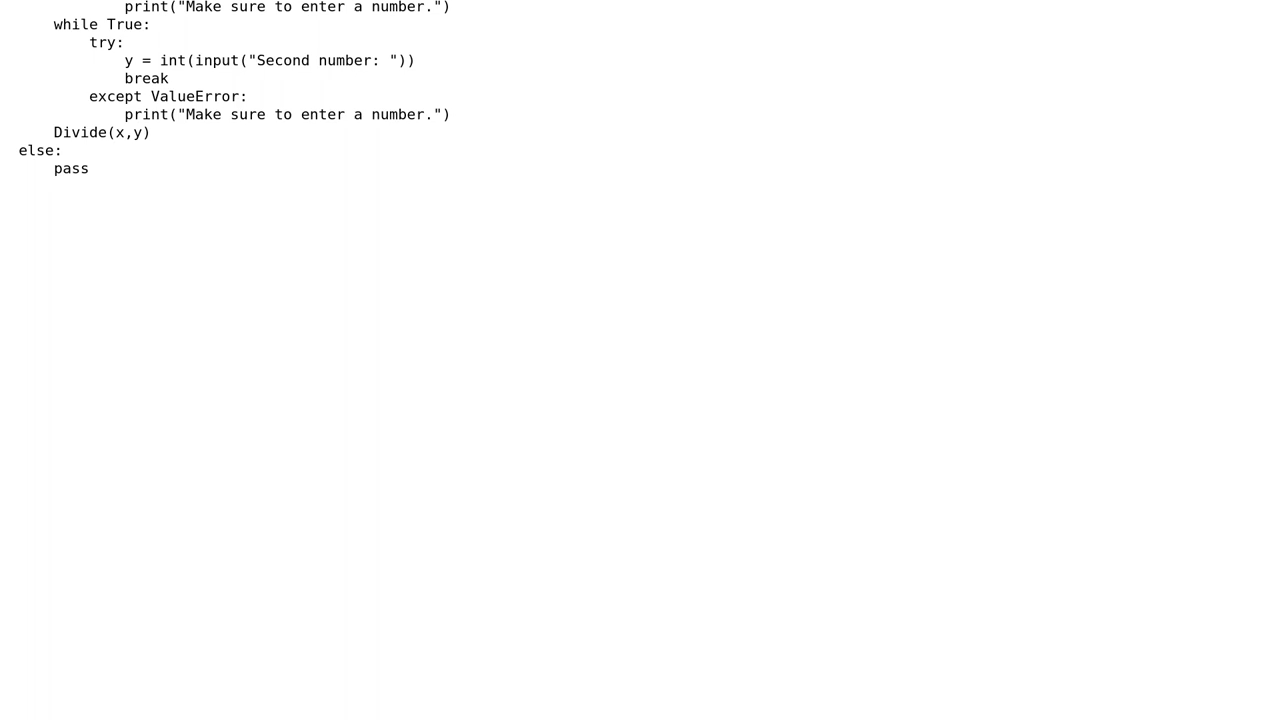 print("Make sure to enter a number.")
    while True:
        try:
            y = int(input("Second number: "))
            break
        except ValueError:
            print("Make sure to enter a number.")
    Divide(x,y)
else:
    pass